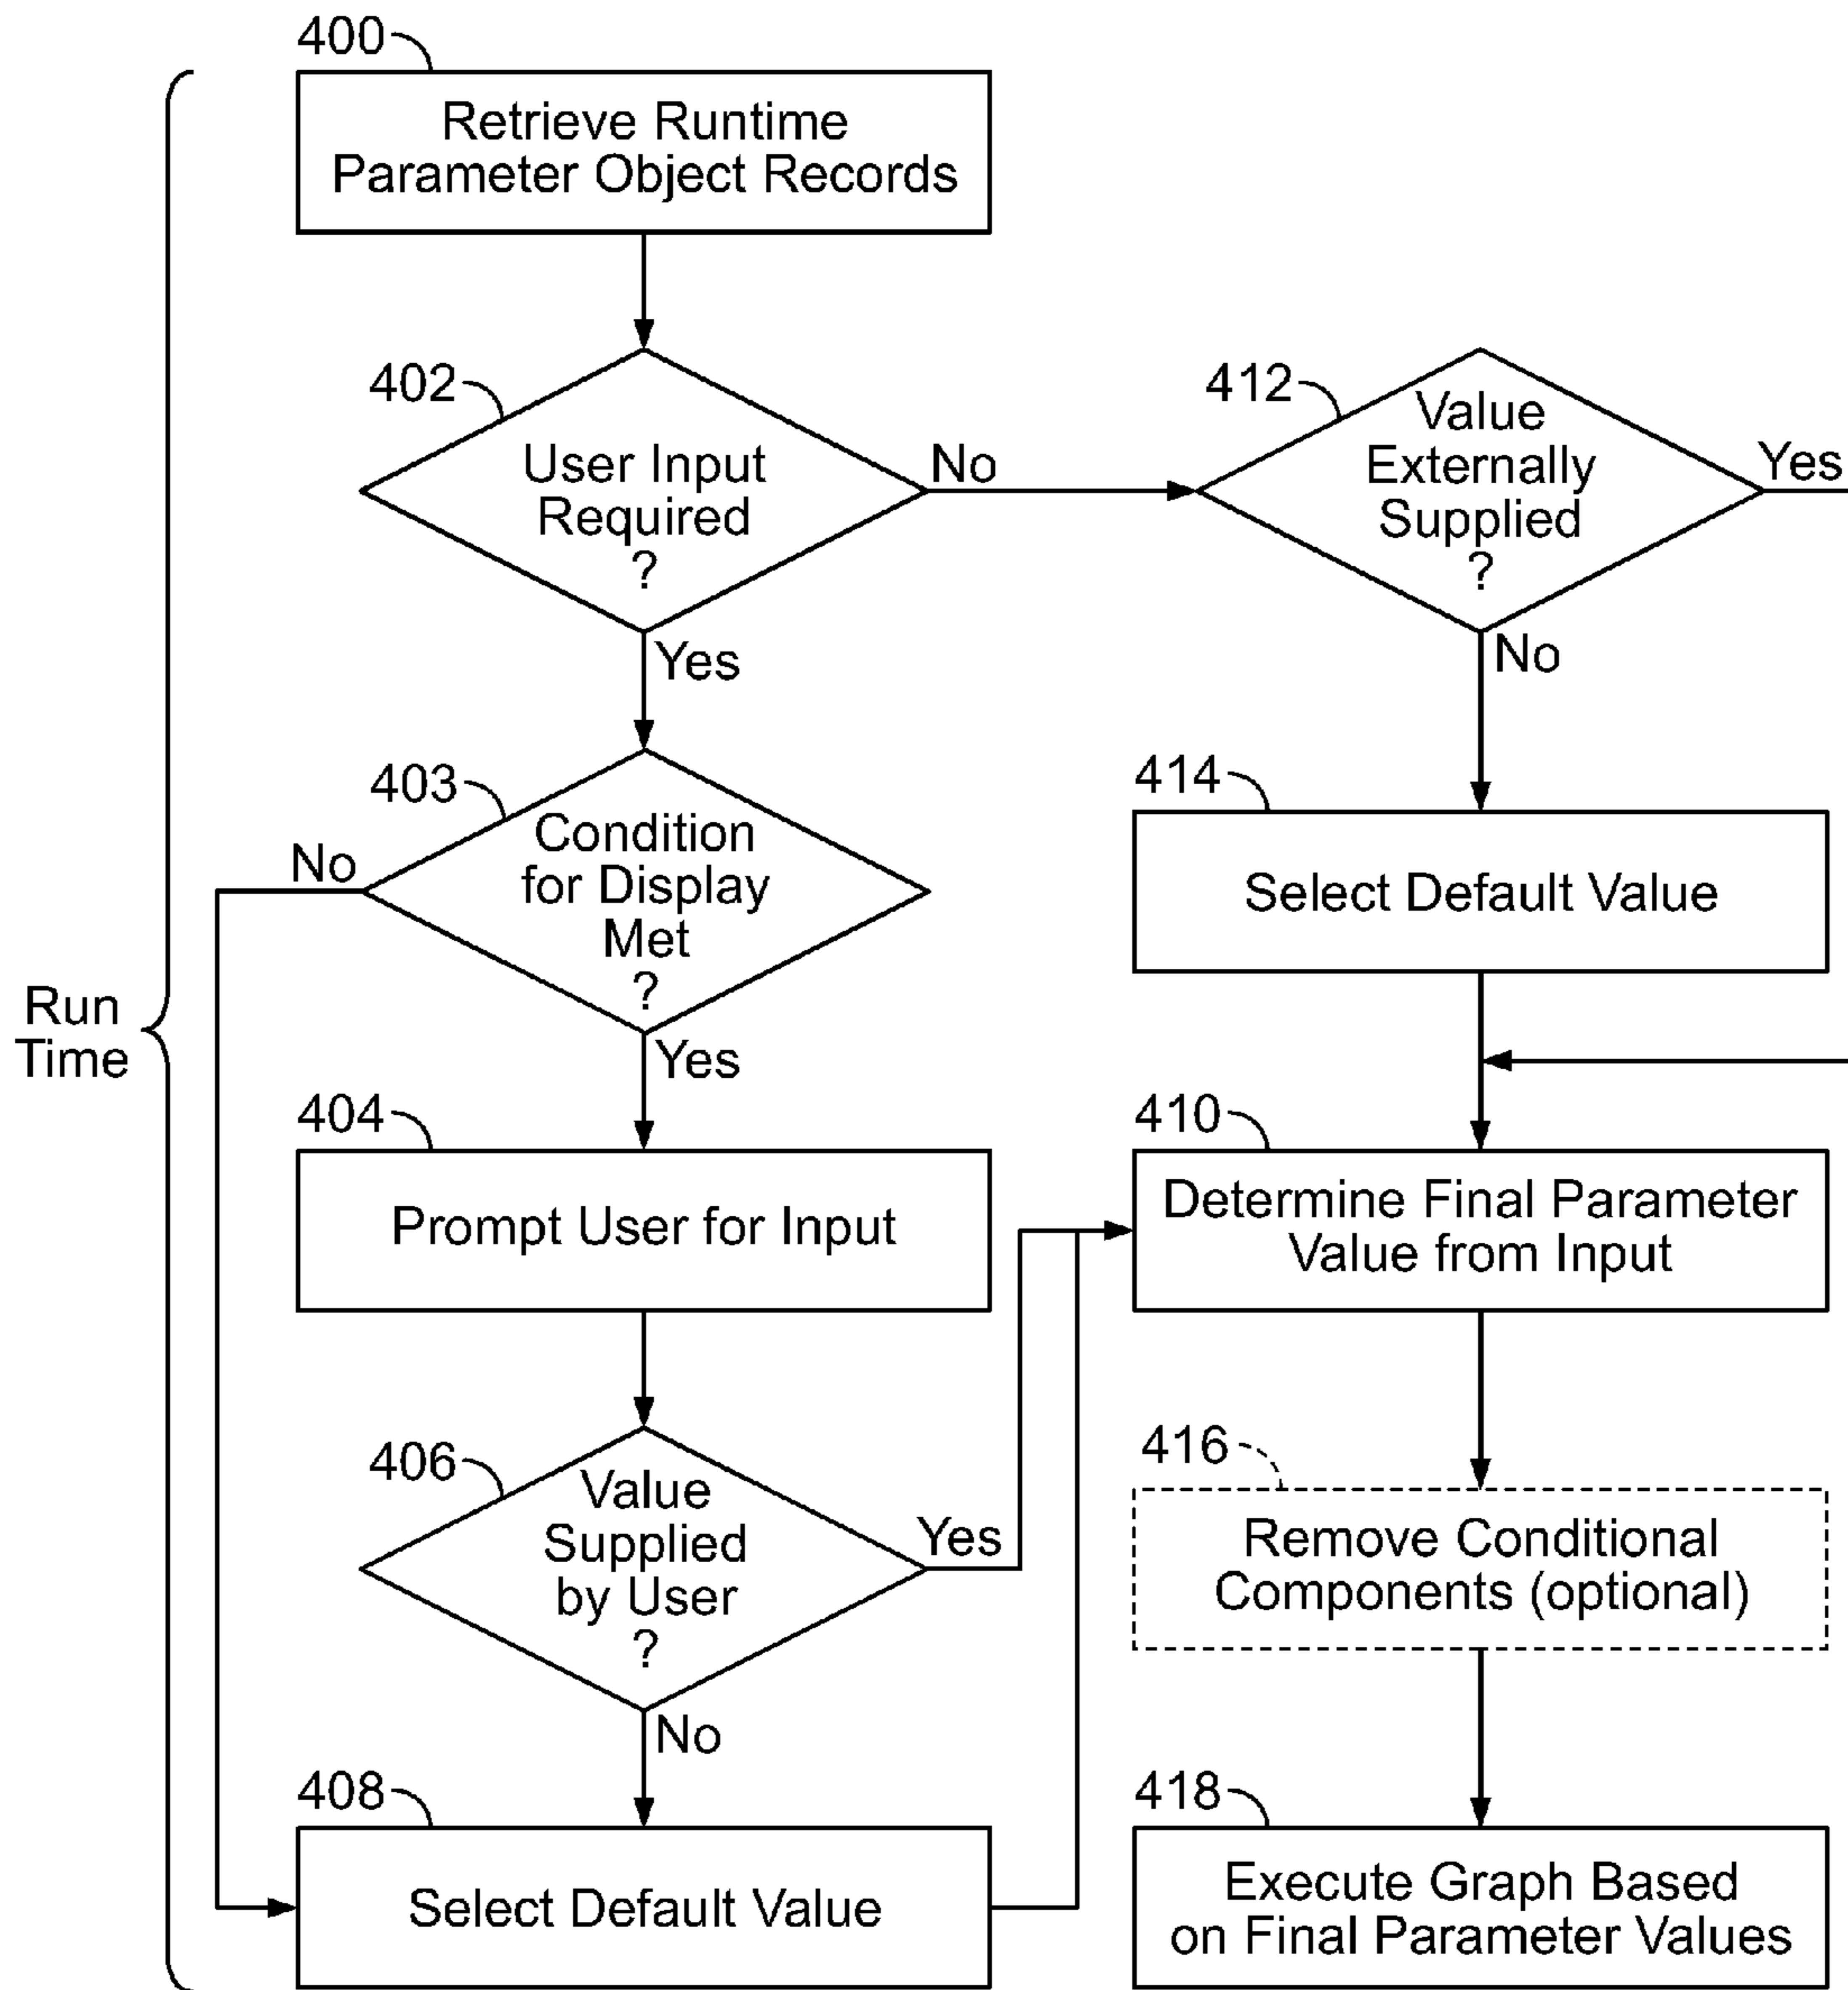 400
Retrieve Runtime
Parameter Object Records
402
User Input
Required
?
No
Yes
412
Value
Externally
Supplied
?
Yes
No
403
Condition
for Display
Met
?
No
Yes
414
Select Default Value
Run
Time
404
Prompt User for Input
410
Determine Final Parameter
Value from Input
406
Value
Supplied
by User
?
Yes
No
416
Remove Conditional
Components (optional)
408
Select Default Value
418
Execute Graph Based
on Final Parameter Values